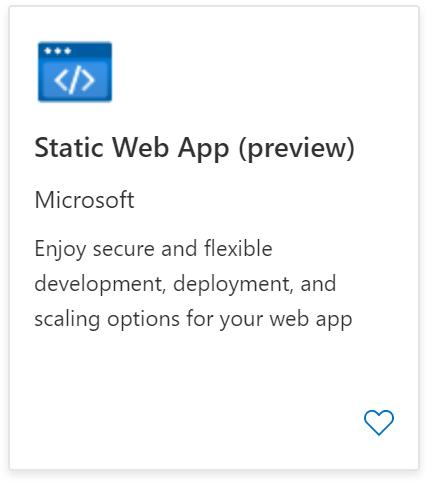 Static Web App (preview)
Microsoft
Enjoy secure and flexible
development, deployment, and
scaling options for your web app